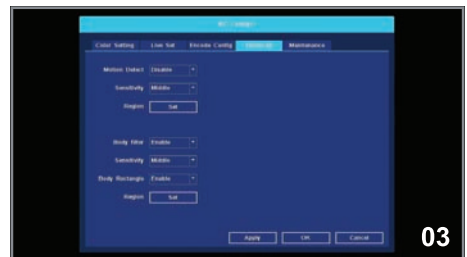 Color Setting Live Set Encode Config Maintenance
Motion Detect Disable
Sensitivity Middle
Region Set
Body Filter Enable
Sensitivity Middle
Body Rectangle Enable
Region Set
Apply OK Cancel
03